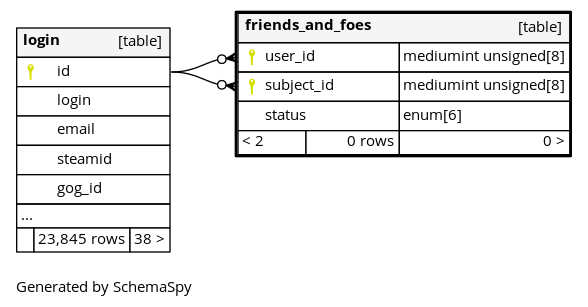 login [table]
id
login
email
steamid
gog_id
...
23,845 rows 38 >
friends_and_foes [table]
user_id mediumint unsigned[8]
subject_id mediumint unsigned[8]
status enum[6]
< 2 0 rows 0 >
Generated by SchemaSpy